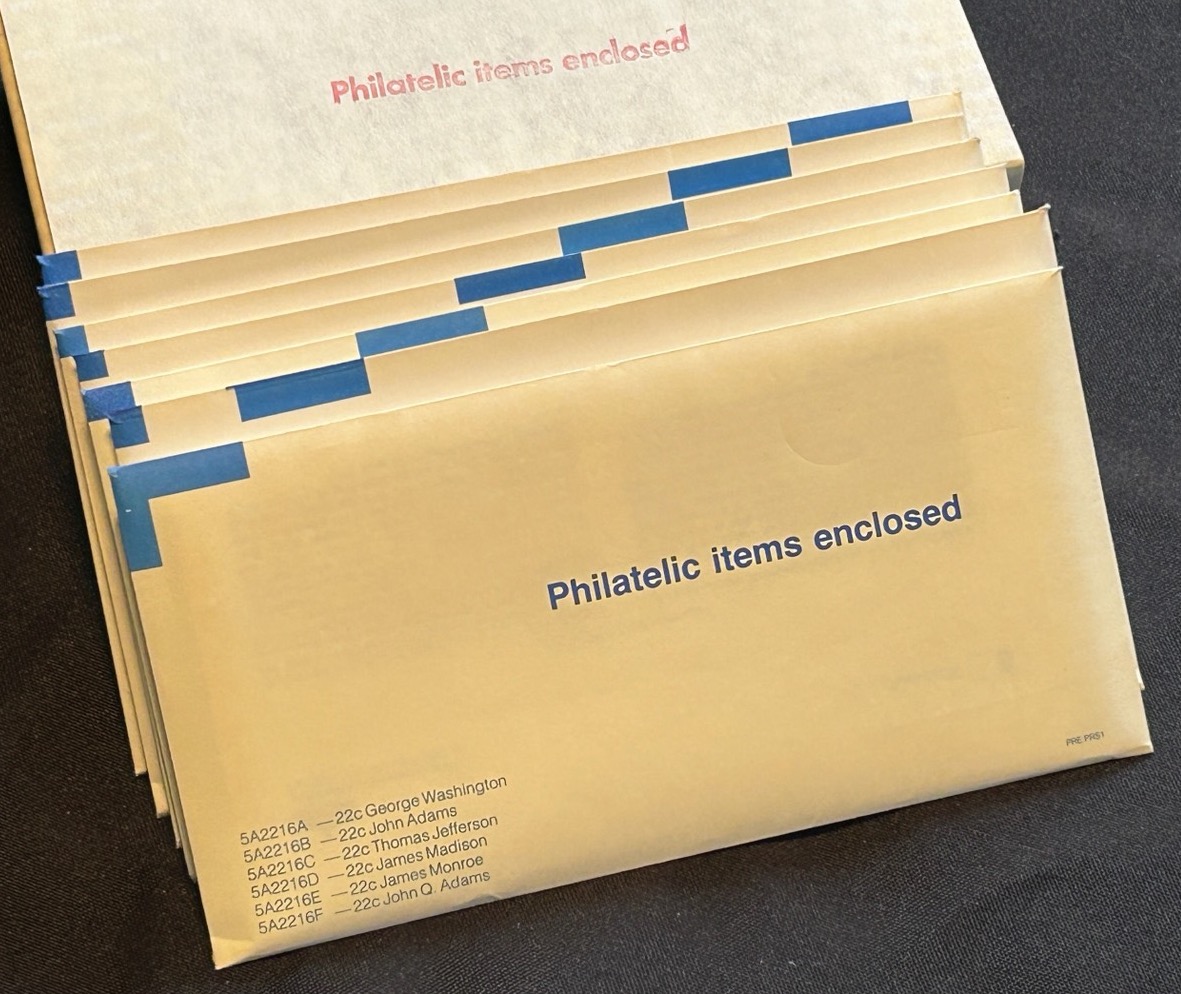 Philatelic items enclosed
Philatelic items enclosed
PRE PRS1
5A2216A —22c George Washington
5A2216B —22c John Adams
5A2216C —22c Thomas Jefferson
5A2216D —22c James Madison
5A2216E —22c James Monroe
5A2216F —22c John Q. Adams